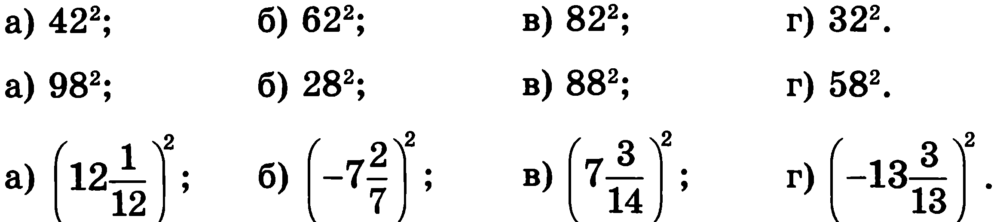 а) 42²; б) 62²; в) 82²; г) 32².
а) 98²; б) 28²; в) 88²; г) 58².
а) (12 1/12)²; б) (−7 2/7)²; в) (7 3/14)²; г) (−13 3/13)².